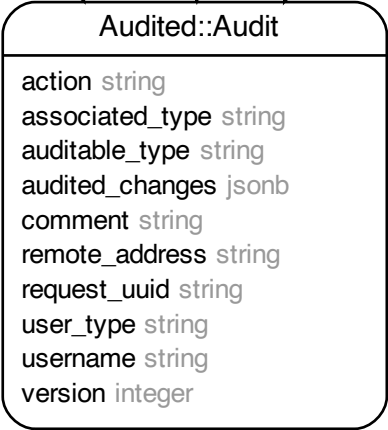 Audited::Audit
action string
associated_type string
auditable_type string
audited_changes jsonb
comment string
remote_address string
request_uuid string
user_type string
username string
version integer